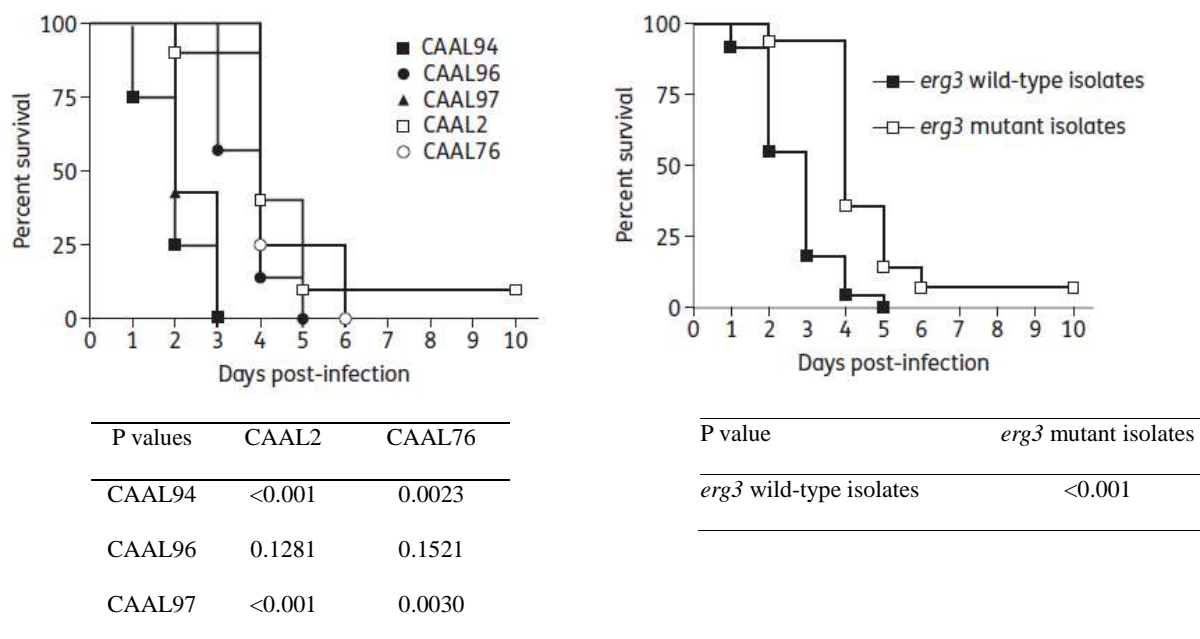 100
75
50
25
0
Percent survival
CAAL94
CAAL96
CAAL97
CAAL2
CAAL76
0 1 2 3 4 5 6 7 8 9 10
Days post-infection
100
75
50
25
0
Percent survival
erg3 wild-type isolates
erg3 mutant isolates
0 1 2 3 4 5 6 7 8 9 10
Days post-infection
P values CAAL2 CAAL76
CAAL94 <0.001 0.0023
CAAL96 0.1281 0.1521
CAAL97 <0.001 0.0030
P value erg3 mutant isolates
erg3 wild-type isolates <0.001